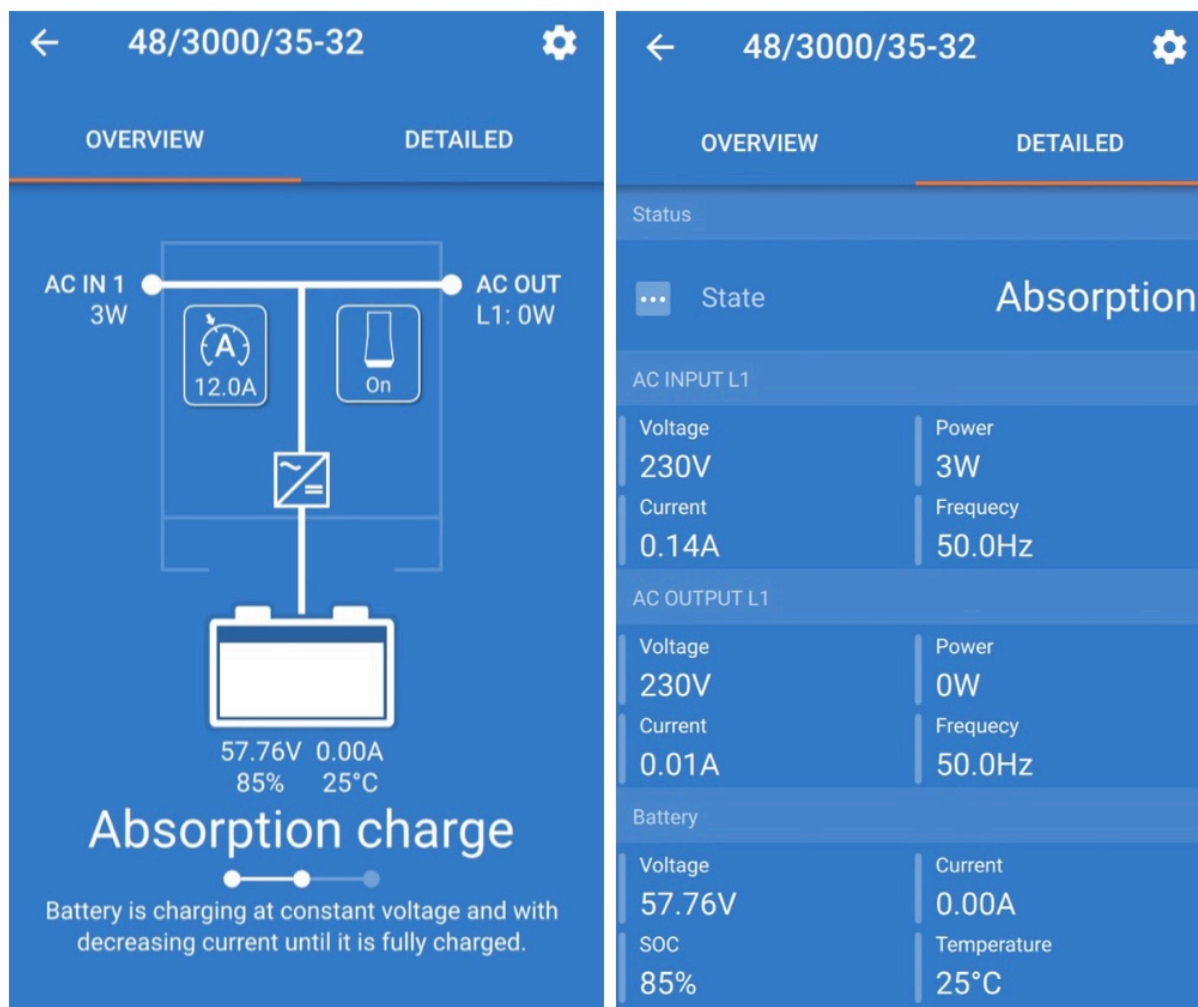 48/3000/35-32
OVERVIEW DETAILED
AC IN 1
3W
AC OUT
L1: 0W
A
12.0A
On
57.76V 0.00A
85% 25°C
Absorption charge
Battery is charging at constant voltage and with
decreasing current until it is fully charged.
48/3000/35-32
OVERVIEW DETAILED
Status
State Absorption
AC INPUT L1
Voltage Power
230V 3W
Current Frequecy
0.14A 50.0Hz
AC OUTPUT L1
Voltage Power
230V 0W
Current Frequecy
0.01A 50.0Hz
Battery
Voltage Current
57.76V 0.00A
SOC Temperature
85% 25°C